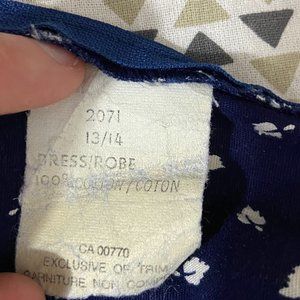 2071
13/14
DRESS/ROBE
100% COTTON/COTON
CA 00770
EXCLUSIVE OF TRIM
GARNITURE NON